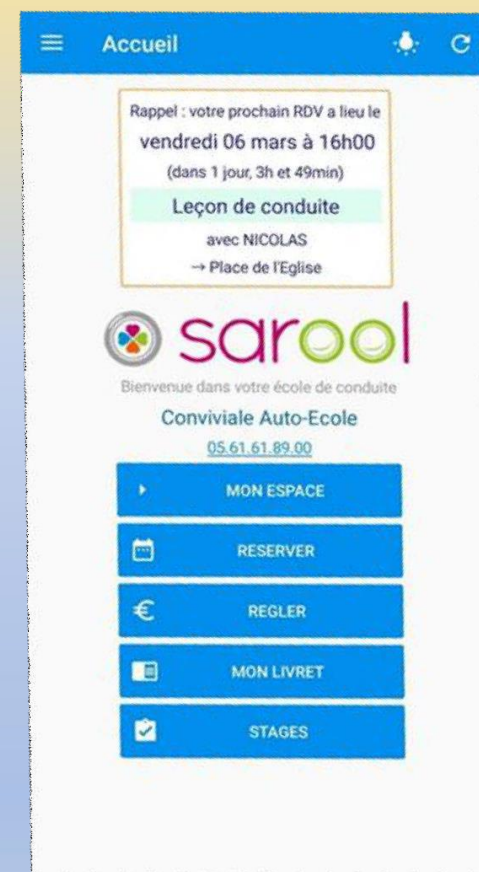 Accueil
Rappel : votre prochain RDV a lieu le
vendredi 06 mars à 16h00
(dans 1 jour, 3h et 49min)
Leçon de conduite
avec NICOLAS
→ Place de l'Eglise
sarool
Bienvenue dans votre école de conduite
Conviviale Auto-Ecole
05.61.61.89.00
MON ESPACE
RESERVER
€ REGLER
MON LIVRET
STAGES